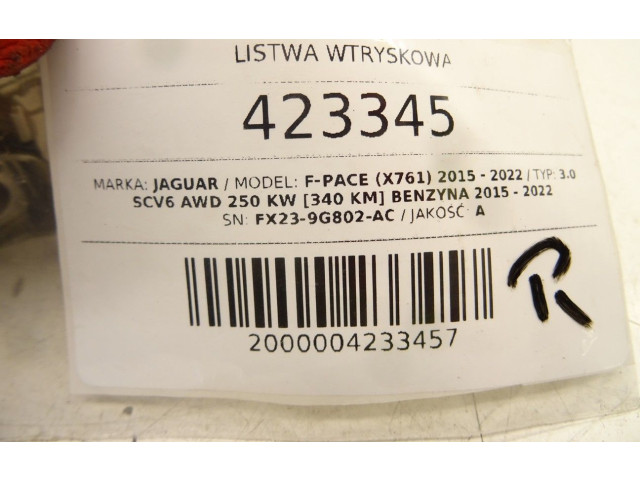 LISTWA WTRYSKOWA
423345
MARKA: JAGUAR / MODEL: F-PACE (X761) 2015 - 2022 / TYP: 3.0
SCV6 AWD 250 KW [340 KM] BENZYNA 2015 - 2022
SN: FX23-9G802-AC / JAKOŚĆ: A
2000004233457
R